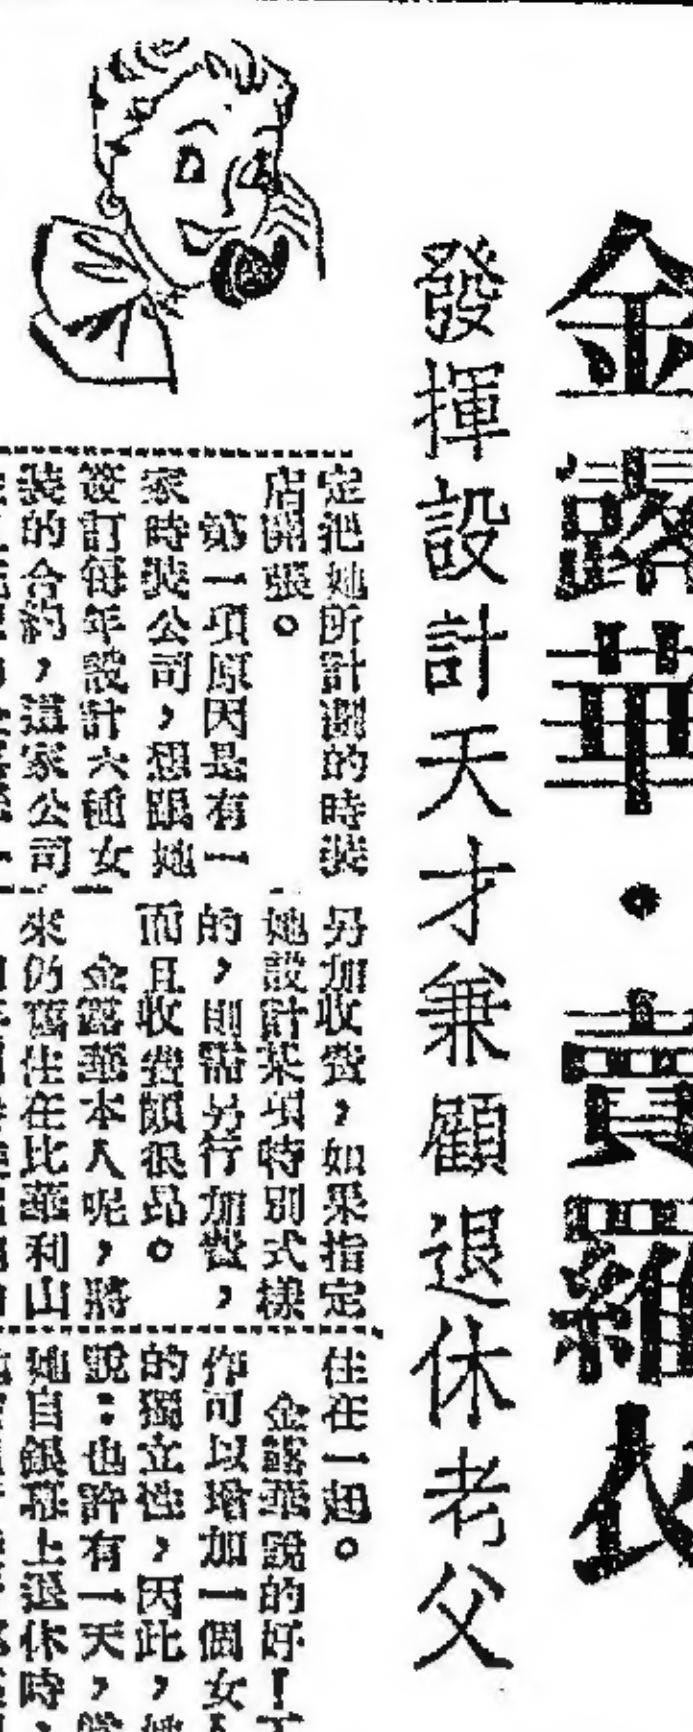 金露華・賣羅衣
發揮設計天才兼顧退休老父
定把她所計劃的時裝
店開張。
第一項原因是有一
家時裝公司，想跟她
簽訂每年設計六種女
裝的合約，這家公司
另加收費，如果指定
她設計某項特別式樣
的，則需另行加費，
而且收費頗很昂。
金露華本人呢，將
來仍舊住在比華利山
住在一起。
金露華說的好！
作可以增加一個女
的獨立性，因此，她
說：也許有一天，當
她自銀幕上退休時，